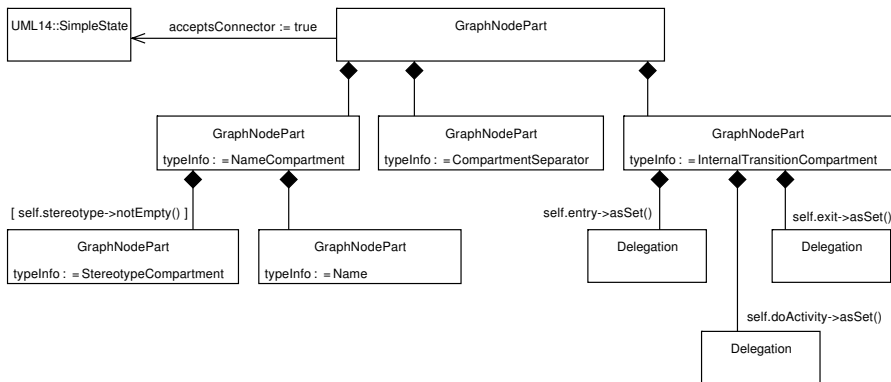 UML14::SimpleState
acceptsConnector := true
GraphNodePart
GraphNodePart
typeInfo : = NameCompartment
GraphNodePart
typeInfo : = CompartmentSeparator
GraphNodePart
typeInfo : = InternalTransitionCompartment
[ self.stereotype->notEmpty() ]
self.entry->asSet()
self.exit->asSet()
GraphNodePart
typeInfo : = StereotypeCompartment
GraphNodePart
typeInfo : = Name
Delegation
Delegation
self.doActivity->asSet()
Delegation